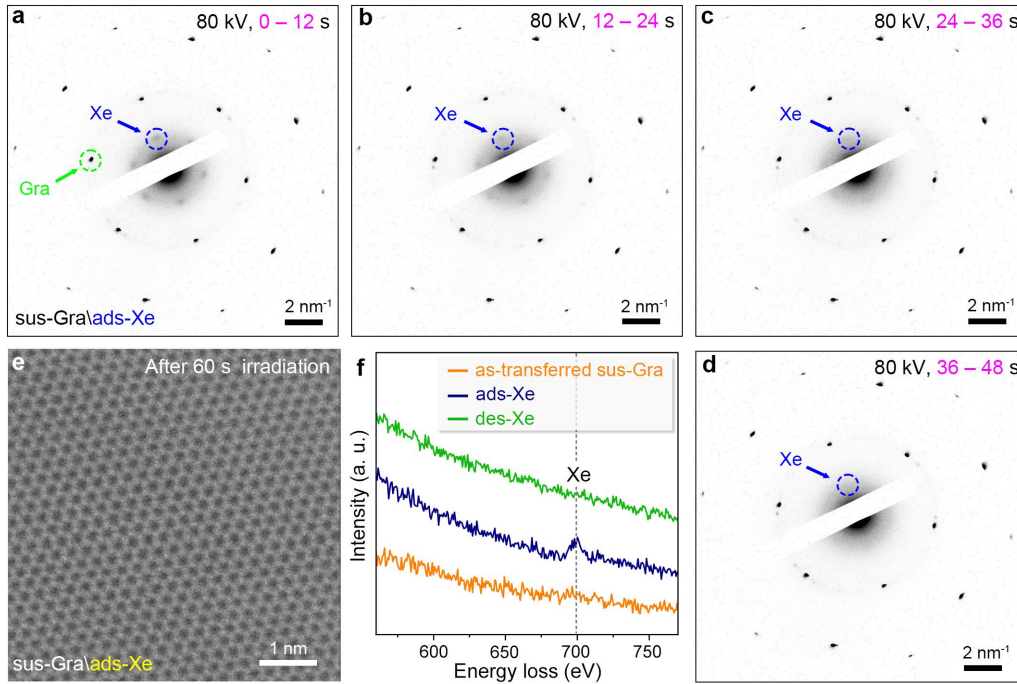 a
80 kV, 0 – 12 s
Xe
Gra
2 nm-1
sus-Gra\ads-Xe
b
80 kV, 12 – 24 s
Xe
2 nm-1
c
80 kV, 24 – 36 s
Xe
2 nm-1
e
After 60 s irradiation
sus-Gra\ads-Xe
1 nm
f
as-transferred sus-Gra
ads-Xe
des-Xe
Xe
Intensity (a. u.)
600 650 700 750
Energy loss (eV)
d
80 kV, 36 – 48 s
Xe
2 nm-1